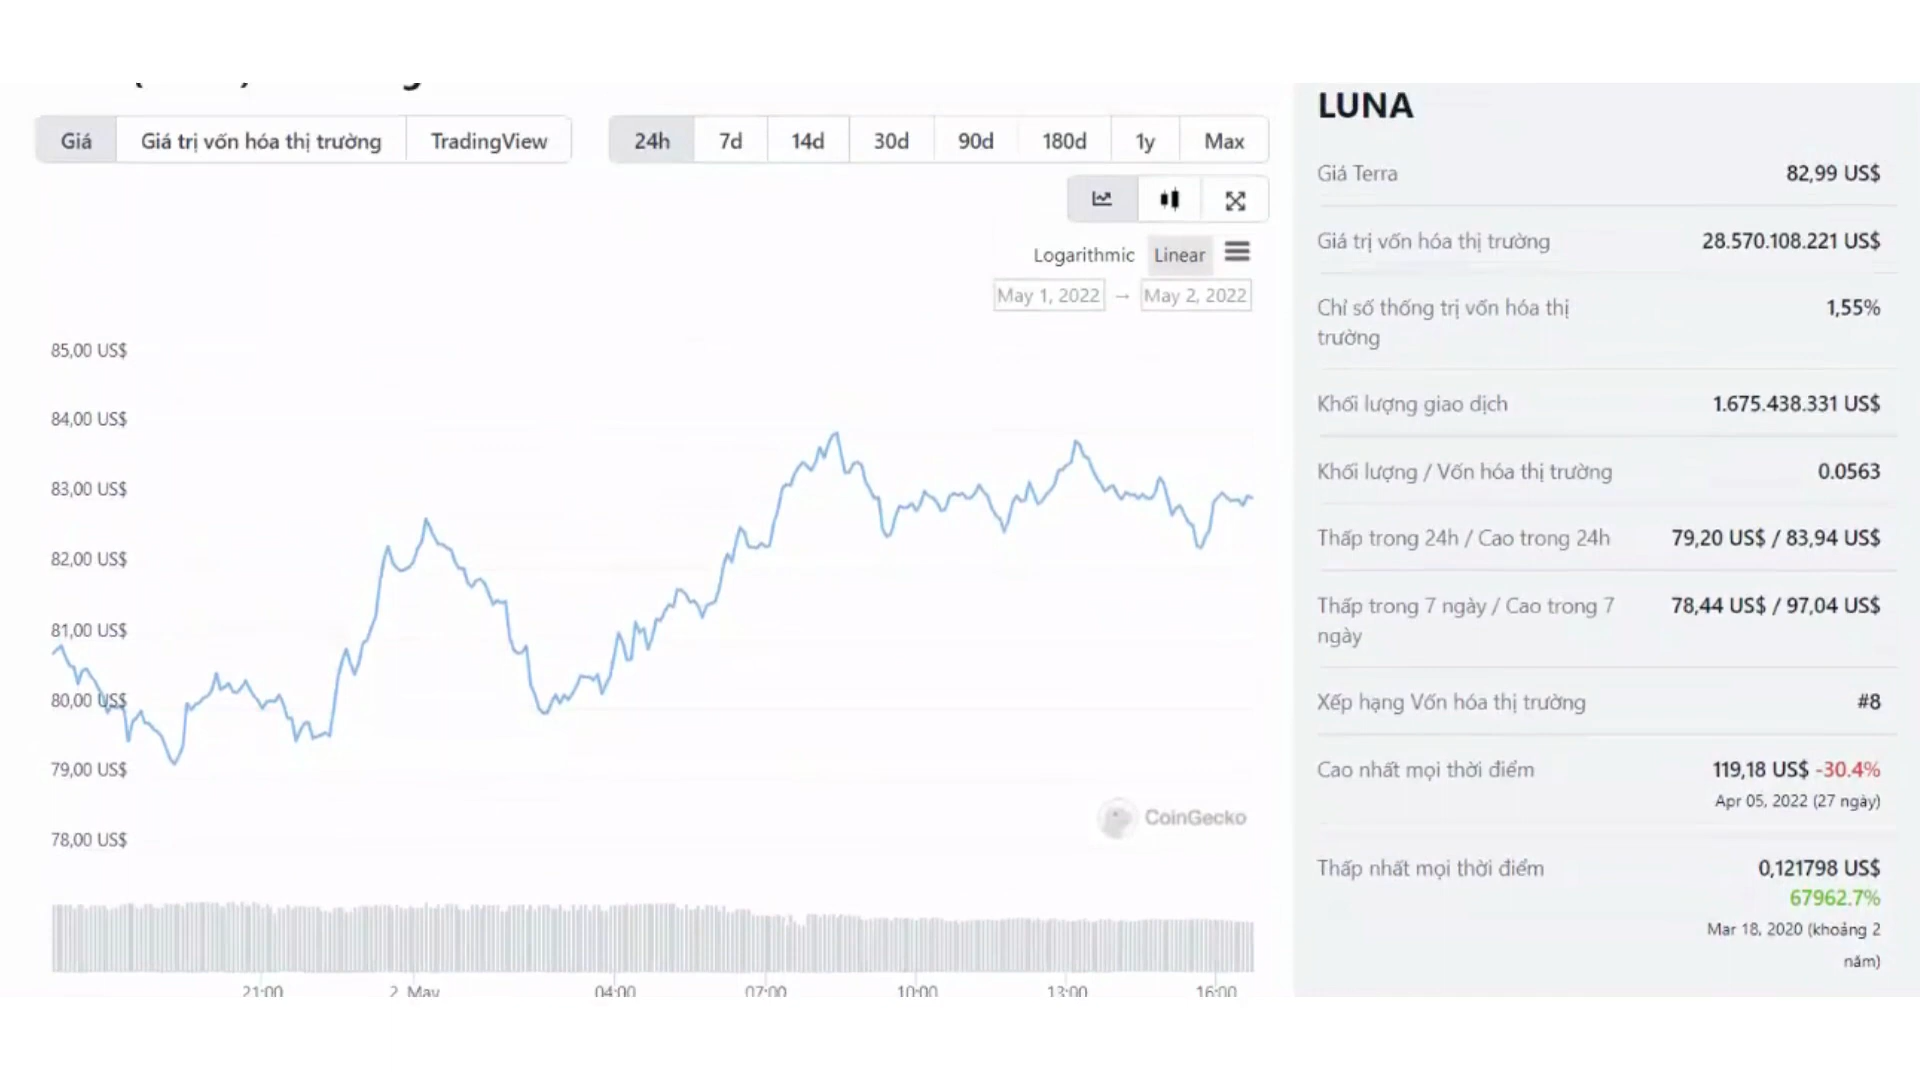 Giá Giá trị vốn hóa thị trường TradingView 24h 7d 14d 30d 90d 180d 1y Max
Logarithmic Linear
May 1, 2022 → May 2, 2022
85,00 US$
84,00 US$
83,00 US$
82,00 US$
81,00 US$
80,00 US$
79,00 US$
78,00 US$
CoinGecko
21:00 2. May 04:00 07:00 10:00 13:00 16:00
LUNA
Giá Terra 82,99 US$
Giá trị vốn hóa thị trường 28.570.108.221 US$
Chỉ số thống trị vốn hóa thị 1,55%
trường
Khối lượng giao dịch 1.675.438.331 US$
Khối lượng / Vốn hóa thị trường 0.0563
Thấp trong 24h / Cao trong 24h 79,20 US$ / 83,94 US$
Thấp trong 7 ngày / Cao trong 7 78,44 US$ / 97,04 US$
ngày
Xếp hạng Vốn hóa thị trường #8
Cao nhất mọi thời điểm 119,18 US$ -30.4%
Apr 05, 2022 (27 ngày)
Thấp nhất mọi thời điểm 0,121798 US$
67962.7%
Mar 18, 2020 (khoảng 2
năm)